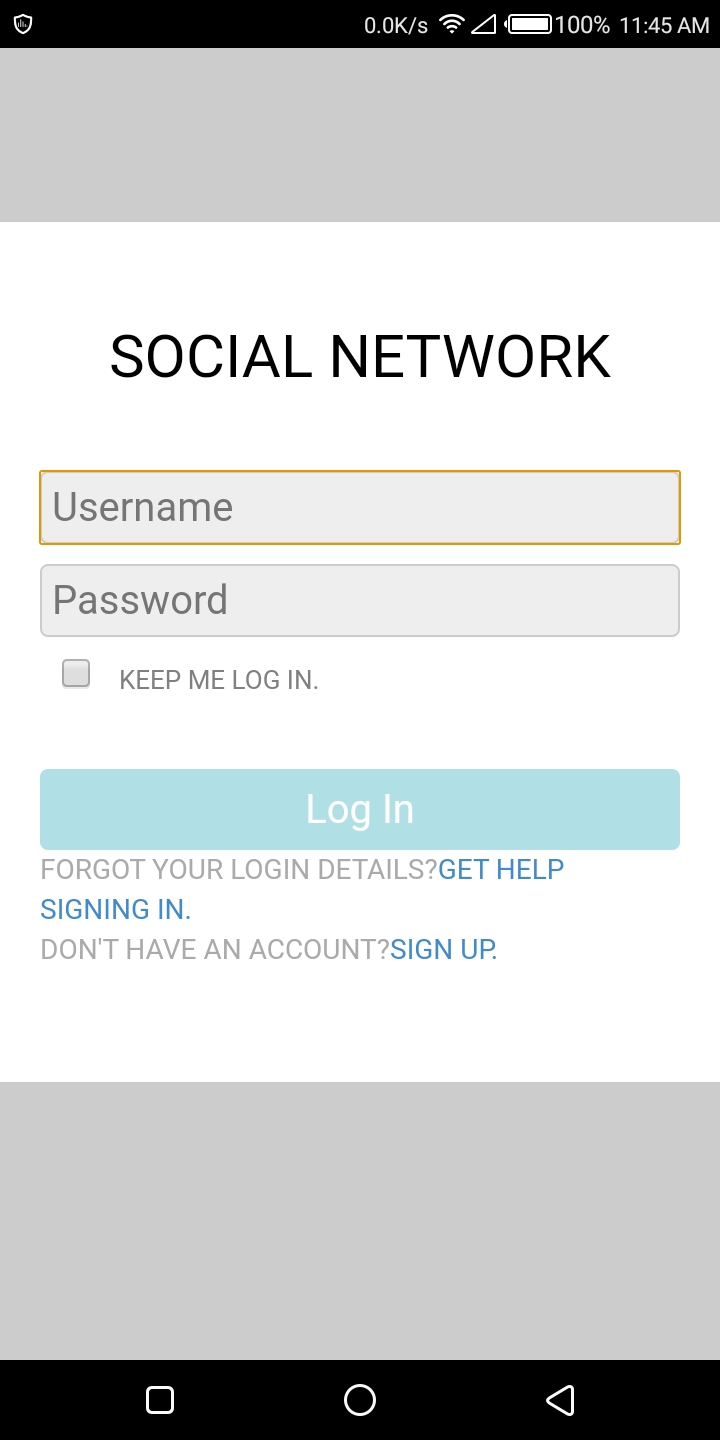 0.0K/s 100% 11:45 AM
SOCIAL NETWORK
Username
Password
KEEP ME LOG IN.
Log In
FORGOT YOUR LOGIN DETAILS?GET HELP
SIGNING IN.
DON'T HAVE AN ACCOUNT?SIGN UP.